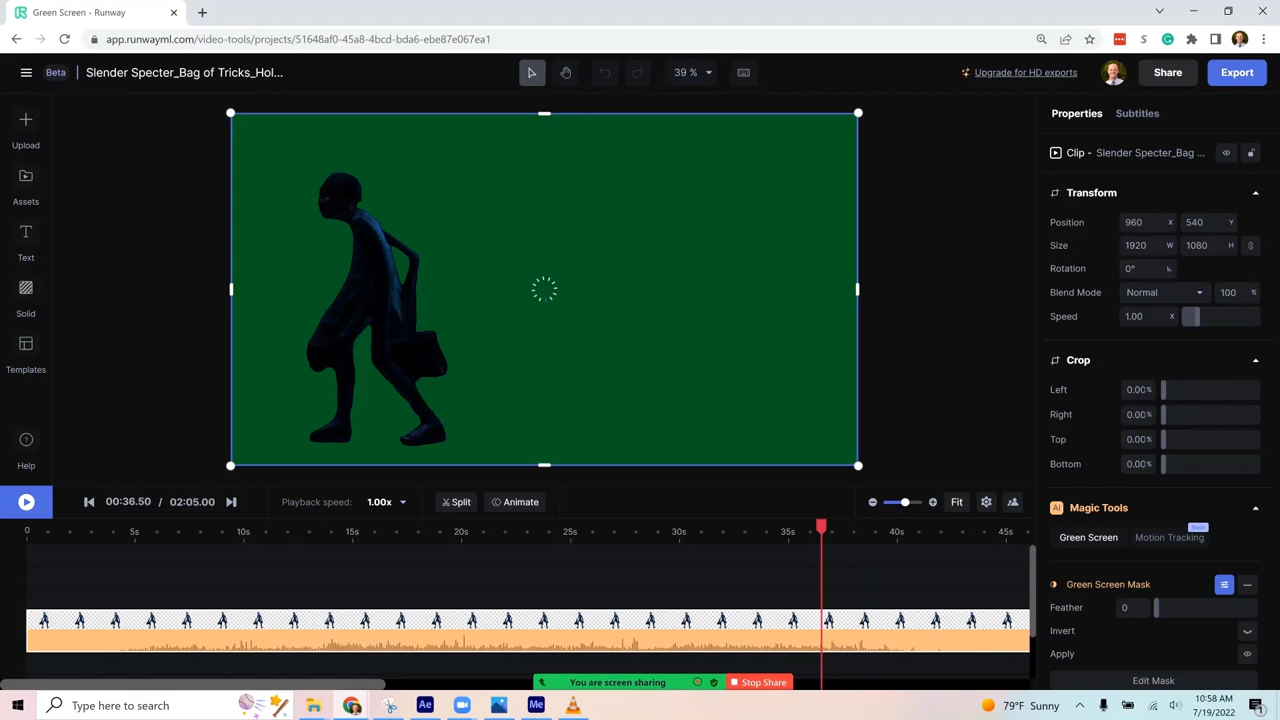 Green Screen - Runway
app.runwayml.com/video-tools/projects/51648af0-45a8-4bcd-bda6-ebe87e067ea1
Beta
Slender Specter_Bag of Tricks_Hol...
39 %
Upgrade for HD exports
Share
Export
Upload
Assets
Text
Solid
Templates
Help
Properties
Subtitles
Clip - Slender Specter_Bag ...
Transform
Position 960 X 540 Y
Size 1920 W 1080 H
Rotation 0°
Blend Mode Normal 100 %
Speed 1.00 X
Crop
Left 0.00%
Right 0.00%
Top 0.00%
Bottom 0.00%
AI Magic Tools
Soon
Green Screen Motion Tracking
Green Screen Mask
Feather 0
Invert
Apply
Edit Mask
00:36.50 / 02:05.00
Playback speed: 1.00x
Split
Animate
Fit
0 5s 10s 15s 20s 25s 30s 35s 40s 45s
You are screen sharing
Stop Share
Type here to search
Ae
Me
79°F Sunny
10:58 AM
7/19/2022
1